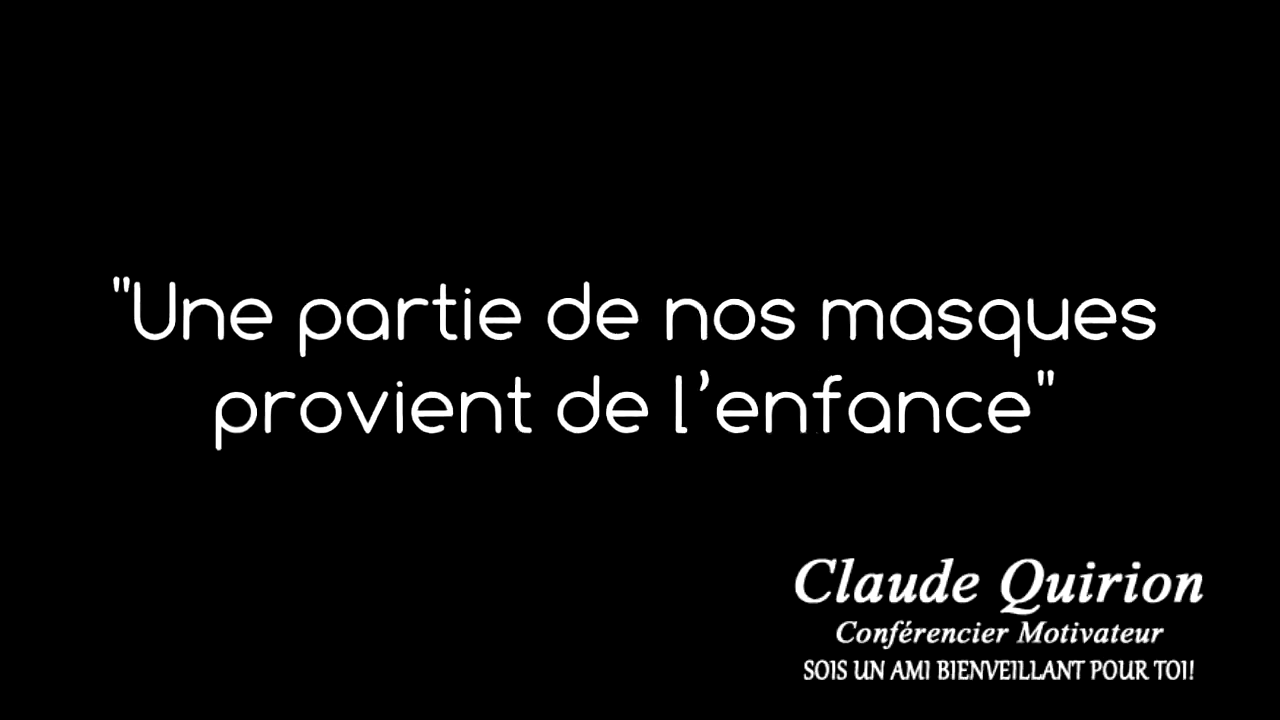 "Une partie de nos masques
provient de l’enfance"
Claude Quirion
Conférencier Motivateur
SOIS UN AMI BIENVEILLANT POUR TOI!